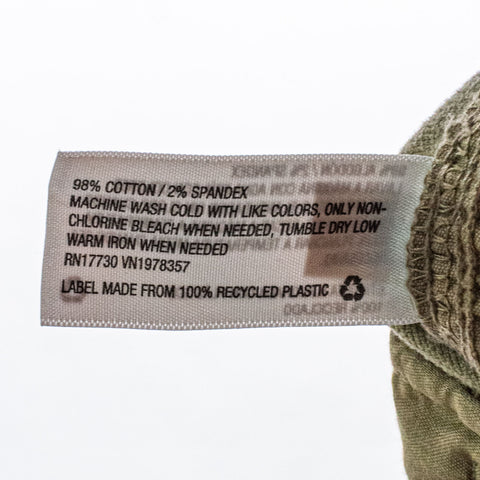 98% COTTON / 2% SPANDEX
MACHINE WASH COLD WITH LIKE COLORS, ONLY NON-
CHLORINE BLEACH WHEN NEEDED, TUMBLE DRY LOW
WARM IRON WHEN NEEDED
RN17730 VN1978357
LABEL MADE FROM 100% RECYCLED PLASTIC